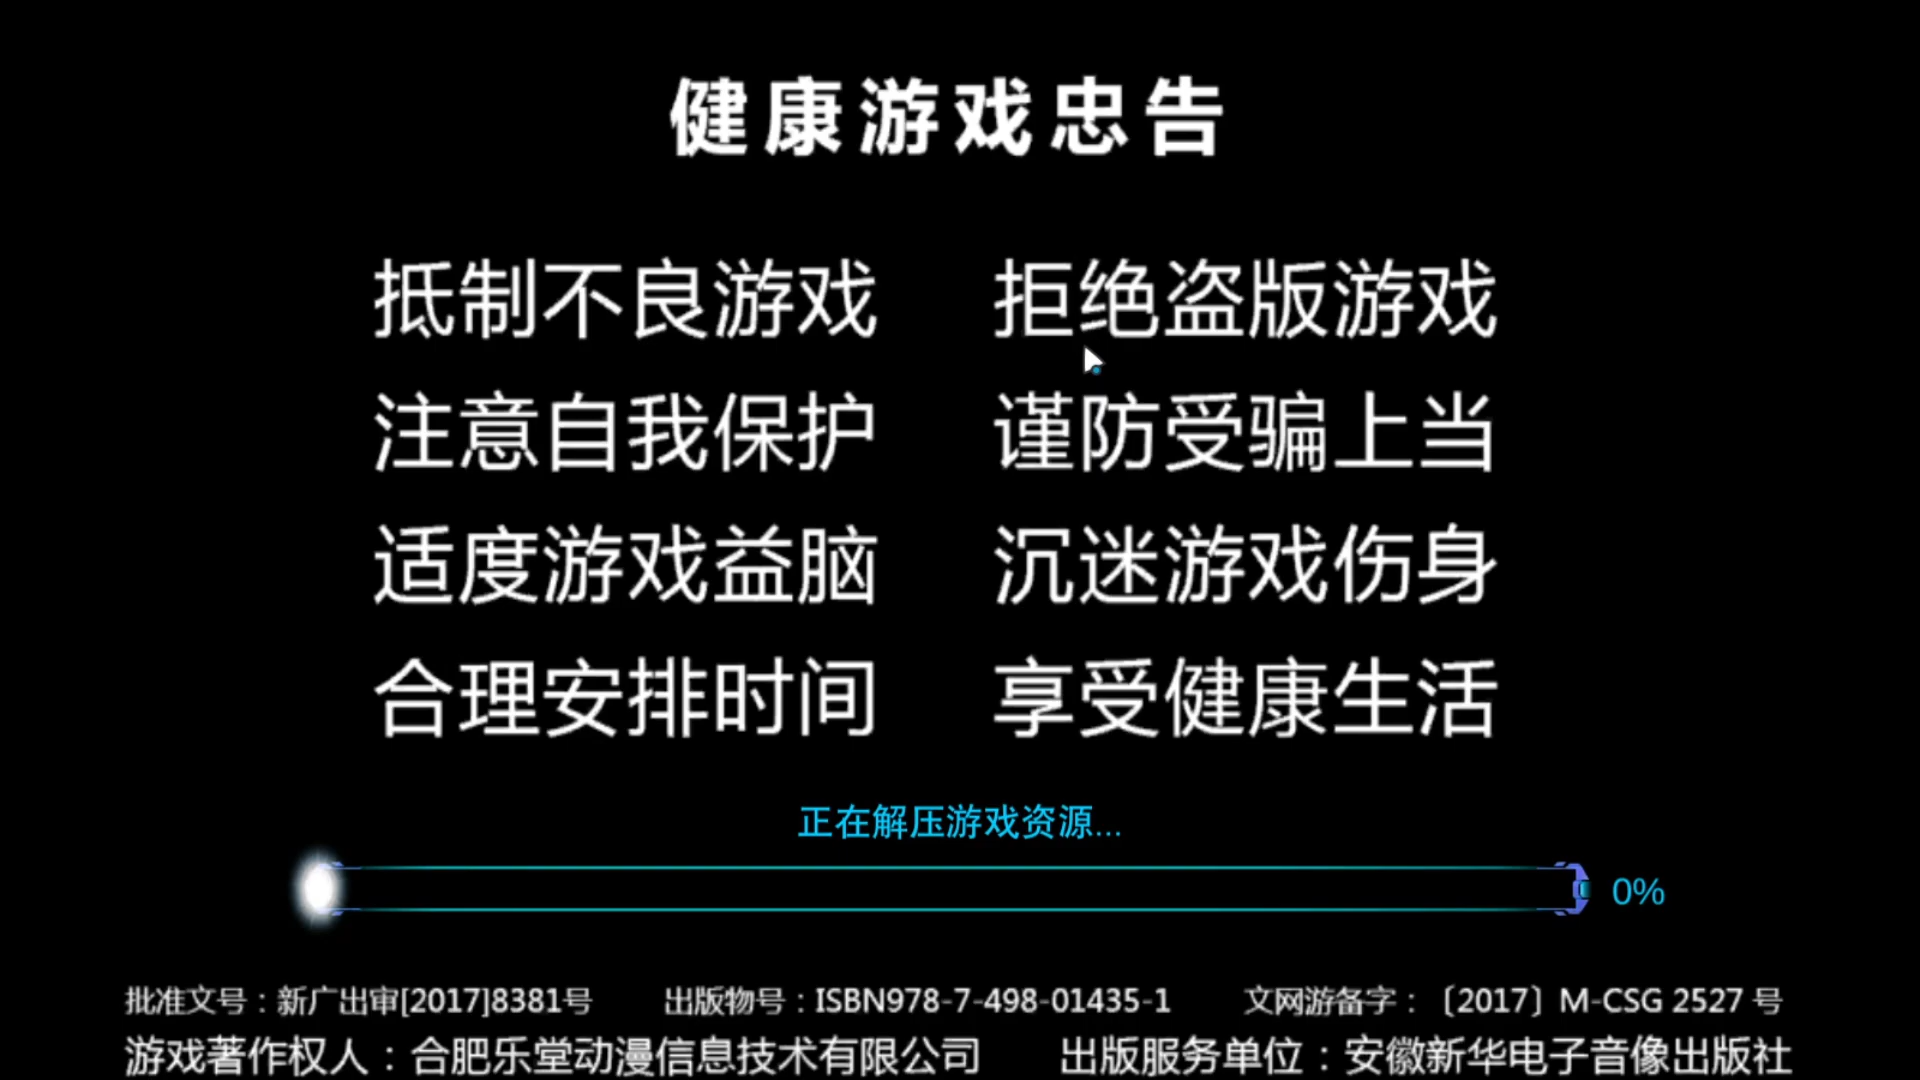 健康游戏忠告
抵制不良游戏 拒绝盗版游戏
注意自我保护 谨防受骗上当
适度游戏益脑 沉迷游戏伤身
合理安排时间 享受健康生活
正在解压游戏资源...
0%
批准文号：新广出审[2017]8381号 出版物号：ISBN978-7-498-01435-1 文网游备字：〔2017〕M-CSG 2527 号
游戏著作权人：合肥乐堂动漫信息技术有限公司 出版服务单位：安徽新华电子音像出版社